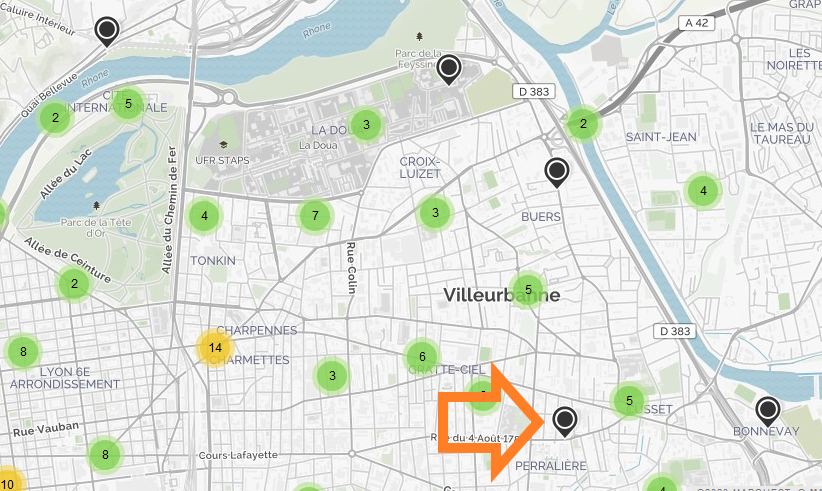 Caluire Intérieur
Quai Bellevue
Rhone
Rhone
Parc de la
Feyssine
A 42
GRAP
LES
NOIRETTE
D 383
CITÉ
INTERNATIONALE
5
2
LA DOUA
La Doua
3
2
SAINT-JEAN
LE MAS DU
TAUREAU
UFR STAPS
CROIX-
LUIZET
Allée du Lac
Allée du Chemin de Fer
4
BUERS
Parc de la Tête
d'Or
4
7
3
Allée de Ceinture
TONKIN
Rue Colin
2
Villeurbanne
5
D 383
CHARPENNES
14
CHARMETTES
8
LYON 6E
ARRONDISSEMENT
3
6
GRATTE-CIEL
5
CUSSET
BONNEVAY
Rue Vauban
Rue du 4 Août 178
8
Cours Lafayette
PERRALIÈRE
10
4